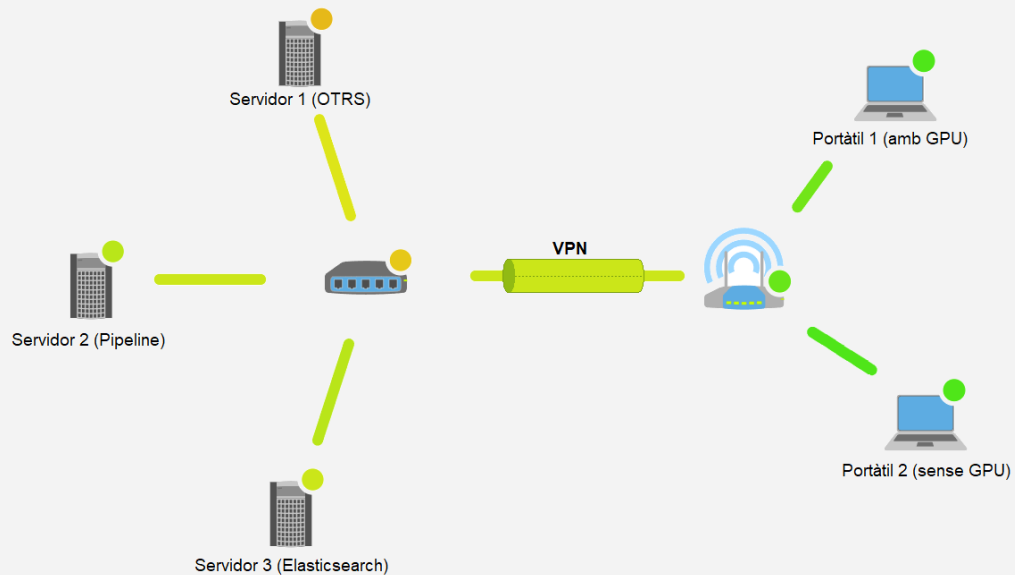 Servidor 1 (OTRS)
Portàtil 1 (amb GPU)
VPN
Servidor 2 (Pipeline)
Portàtil 2 (sense GPU)
Servidor 3 (Elasticsearch)